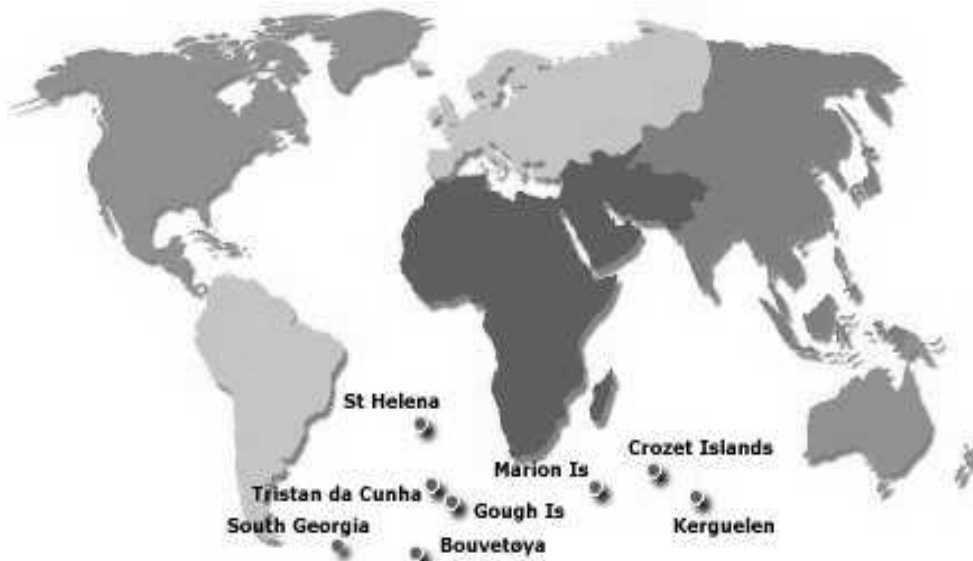 St Helena
Crozet Islands
Marion Is
Tristan da Cunha
Gough Is
South Georgia
Kerguelen
Bouvetøya